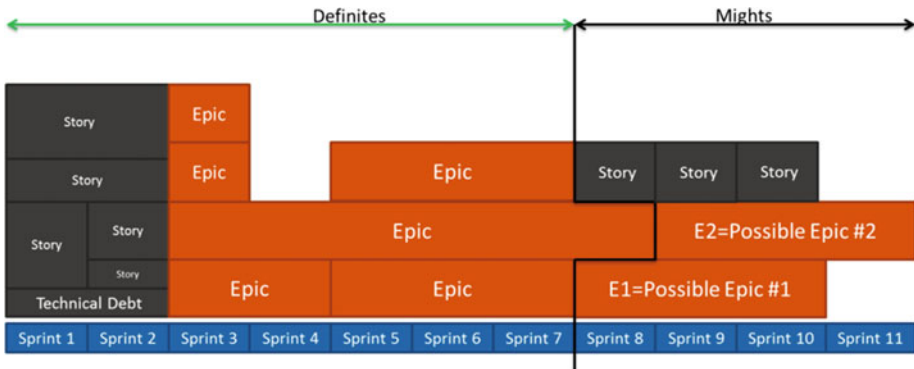 Definites
Mights
Story
Epic
Story
Epic
Epic
Story
Story
Story
Story
Story
Epic
E2=Possible Epic #2
Story
Technical Debt
Epic
Epic
E1=Possible Epic #1
Sprint 1
Sprint 2
Sprint 3
Sprint 4
Sprint 5
Sprint 6
Sprint 7
Sprint 8
Sprint 9
Sprint 10
Sprint 11